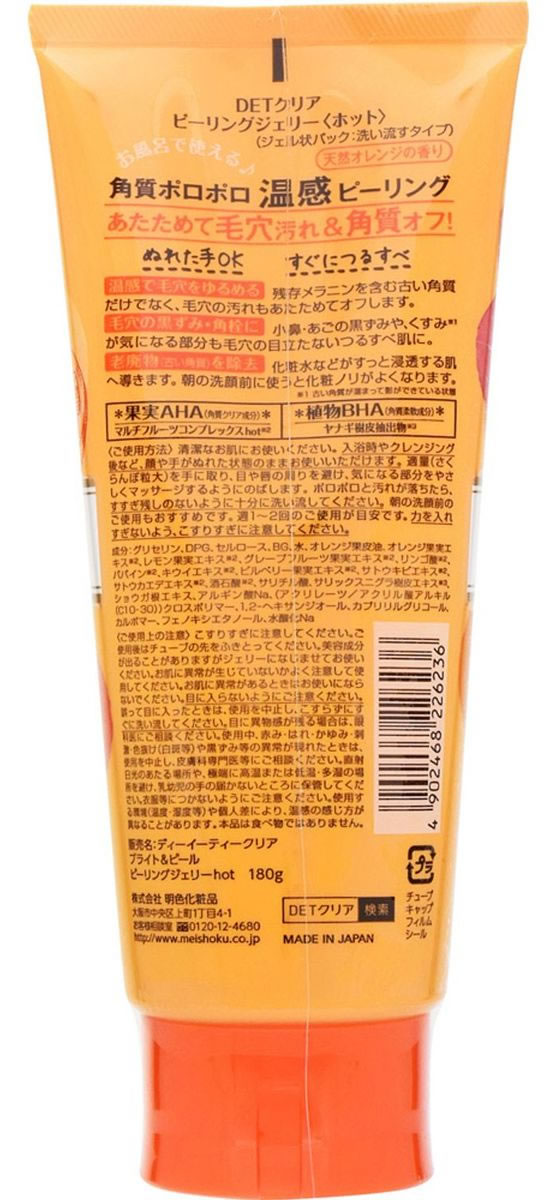 DETクリア
ピーリングジェリー〈ホット〉
(ジェル状パック:洗い流すタイプ)
お風呂で使える♪
天然オレンジの香り
角質ポロポロ 温感ピーリング
あたためて毛穴汚れ&角質オフ!
ぬれた手OK すぐにつるすべ
温感で毛穴をゆるめる 残存メラニンを含む古い角質
だけでなく、毛穴の汚れもあたためてオフします。
毛穴の黒ずみ・角栓に 小鼻・あごの黒ずみや、くすみ※1
が気になる部分も毛穴の目立たないつるすべ肌に。
老廃物(古い角質)を除去 化粧水などがすっと浸透する肌
へ導きます。朝の洗顔前に使うと化粧ノリがよくなります。
※1 古い角質が溜まって影ができている状態
*果実AHA(角質クリア成分)*
マルチフルーツコンプレックスhot※2
*植物BHA(角質柔軟成分)*
ヤナギ樹皮抽出物※3
〈ご使用方法〉清潔なお肌にお使いください。入浴時やクレンジング
後など、顔や手がぬれた状態のままお使いいただけます。適量(さく
らんぼ粒大)を手に取り、目や唇の周りを避け、気になる部分をやさ
しくマッサージするようにのばします。ポロポロと汚れが落ちたら、
すすぎ残しのないように十分に洗い流してください。朝の洗顔前の
ご使用もおすすめです。週1〜2回のご使用が目安です。力を入れ
すぎないよう、こすりすぎに注意してください。
成分:グリセリン、DPG、セルロース、BG、水、オレンジ果皮油、オレンジ果実エ
キス※2、レモン果実エキス※2、グレープフルーツ果実エキス※2、リンゴ酸※2、
パパイン※2、キウイエキス※2、ビルベリー果実エキス※2、サトウキビエキス※2、
サトウカエデエキス※2、酒石酸※2、サリチル酸、サリックスニグラ樹皮エキス※3、
ショウガ根エキス、アルギン酸Na、(アクリレーツ/アクリル酸アルキル
(C10-30))クロスポリマー、1,2-ヘキサンジオール、カプリリルグリコール、
カルボマー、フェノキシエタノール、水酸化Na
〈ご使用上の注意〉こすりすぎに注意してください。ご
使用後はチューブの先をふきとってください。美容成分
が出ることがありますがジェリーになじませてお使い
ください。お肌に異常が生じていないかよく注意して使
用してください。お肌に異常があるときはお使いになら
ないでください。目に入らないようにご注意ください。
誤って目に入ったときは、使用を中止し、こすらずにす
ぐに洗い流してください。目に異物感が残る場合は、眼
科医にご相談ください。使用中、赤み・はれ・かゆみ・刺
激・色抜け(白斑等)や黒ずみ等の異常が現れたときは、
使用を中止し、皮膚科専門医等にご相談ください。直射
日光のあたる場所や、極端に高温または低温・多湿の場
所を避け、乳幼児の手の届かないところに保管してくだ
さい。衣服等につかないようにご注意ください。使用す
る環境(温度・湿度等)や個人差により、温感の感じ方が
異なることがあります。本品は食べ物ではありません。
4 902468 226236
販売名:ディーイーティークリア
ブライト&ピール
ピーリングジェリーhot 180g
株式会社 明色化粧品
大阪市中央区上町1丁目4-1
お客様相談室 0120-12-4680
http://www.meishoku.co.jp
DETクリア 検索
MADE IN JAPAN
プラ
チューブ
キャップ
フィルム
シール